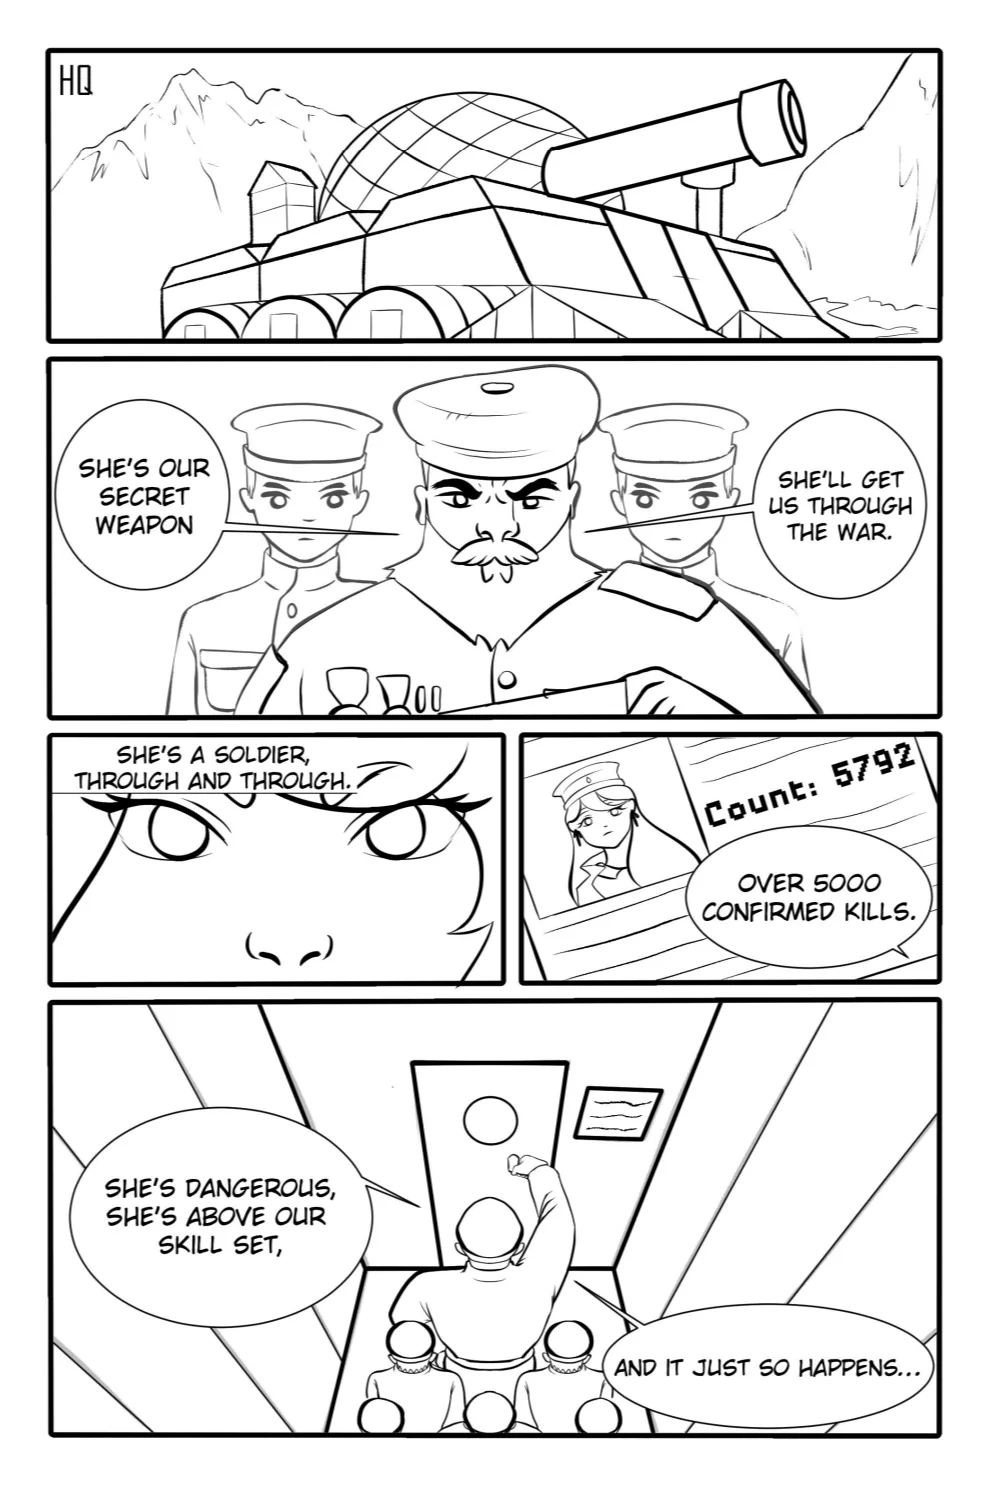 HQ
SHE'S OUR
SECRET
WEAPON
SHE'LL GET
US THROUGH
THE WAR.
SHE'S A SOLDIER,
THROUGH AND THROUGH.
Count: 5792
OVER 5000
CONFIRMED KILLS.
SHE'S DANGEROUS,
SHE'S ABOVE OUR
SKILL SET,
AND IT JUST SO HAPPENS...